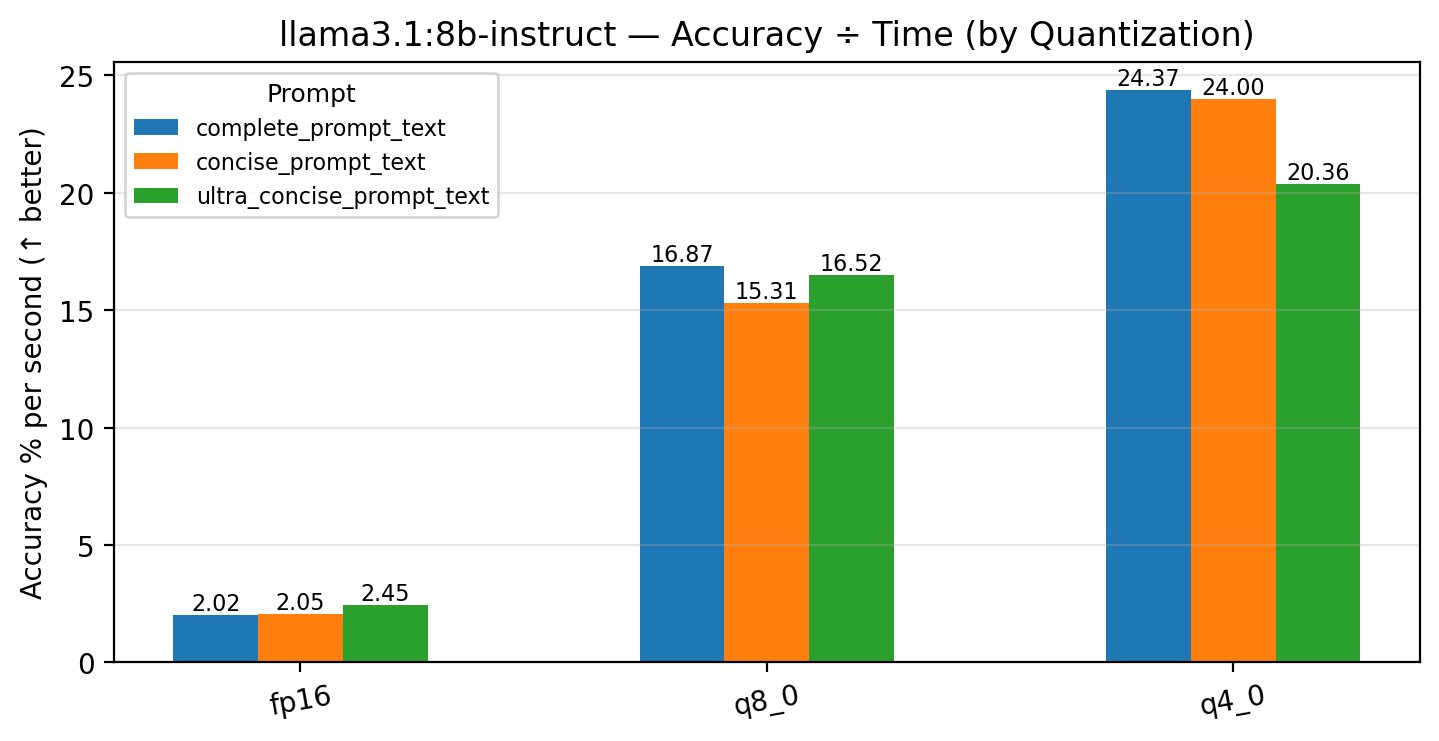 llama3.1:8b-instruct — Accuracy ÷ Time (by Quantization)
Accuracy % per second (↑ better)
25
20
15
10
5
0
Prompt
complete_prompt_text
concise_prompt_text
ultra_concise_prompt_text
2.02
2.05
2.45
16.87
15.31
16.52
24.37
24.00
20.36
fp16
q8_0
q4_0